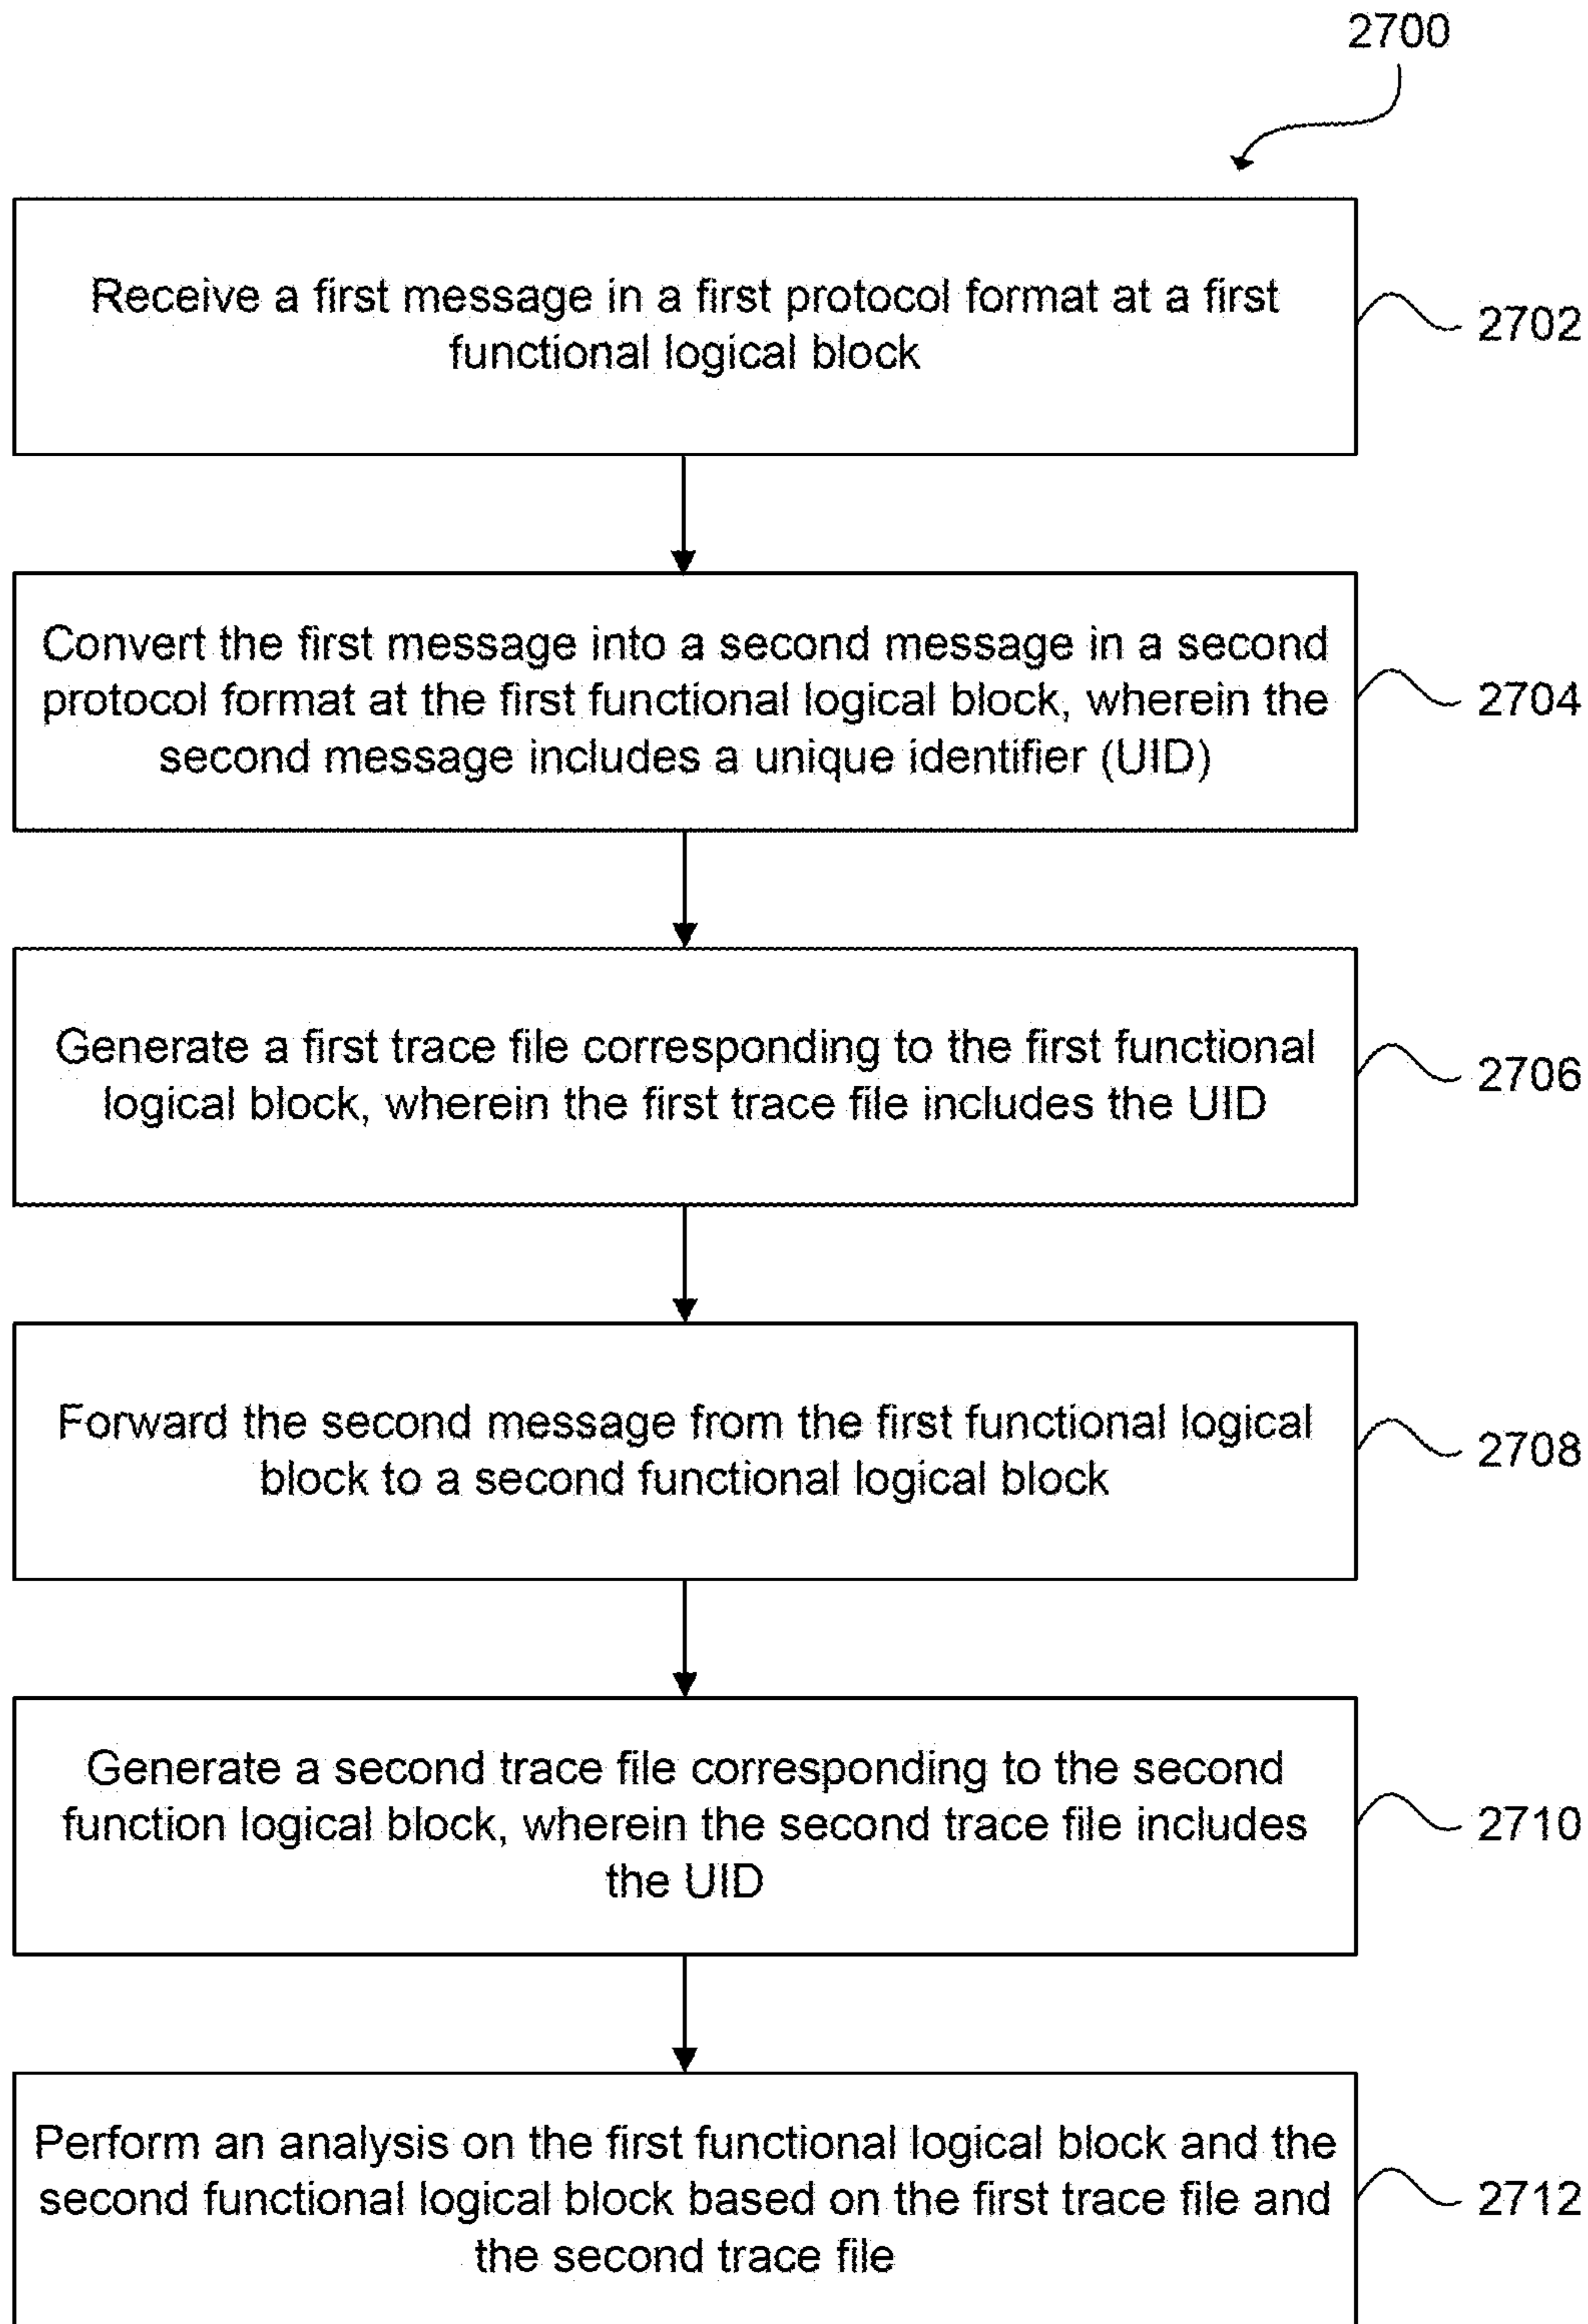 2700
Receive a first message in a first protocol format at a first
functional logical block
2702
Convert the first message into a second message in a second
protocol format at the first functional logical block, wherein the
second message includes a unique identifier (UID)
2704
Generate a first trace file corresponding to the first functional
logical block, wherein the first trace file includes the UID
2706
Forward the second message from the first functional logical
block to a second functional logical block
2708
Generate a second trace file corresponding to the second
function logical block, wherein the second trace file includes
the UID
2710
Perform an analysis on the first functional logical block and the
second functional logical block based on the first trace file and
the second trace file
2712